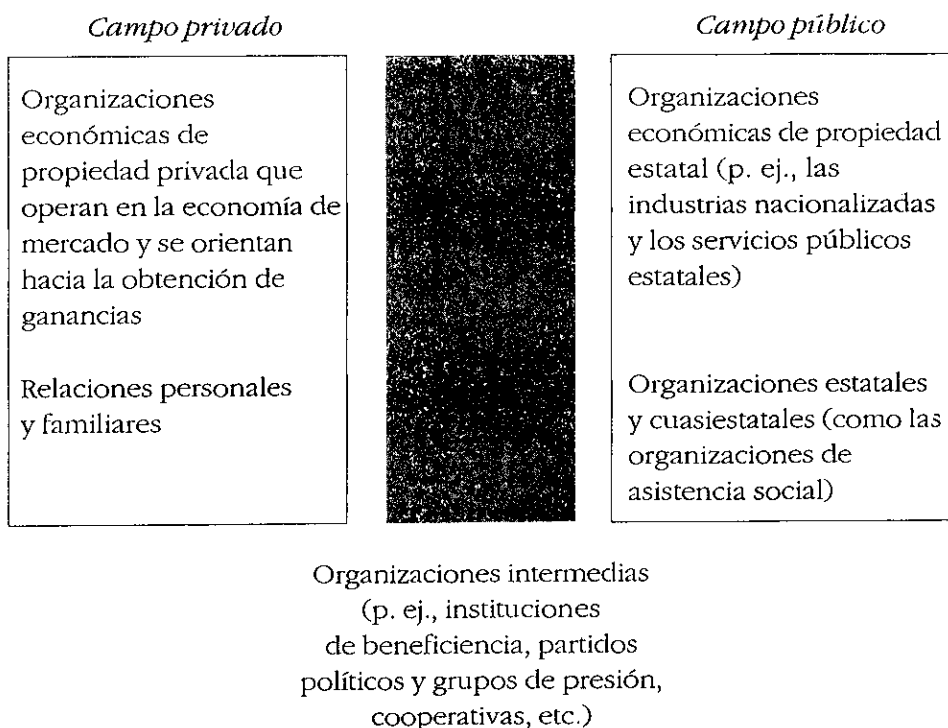 Campo privado
Campo público
Organizaciones
económicas de
propiedad privada que
operan en la economía de
mercado y se orientan
hacia la obtención de
ganancias
Relaciones personales
y familiares
Organizaciones
económicas de propiedad
estatal (p. ej., las
industrias nacionalizadas
y los servicios públicos
estatales)
Organizaciones estatales
y cuasiestatales (como las
organizaciones de
asistencia social)
Organizaciones intermedias
(p. ej., instituciones
de beneficiencia, partidos
políticos y grupos de presión,
cooperativas, etc.)